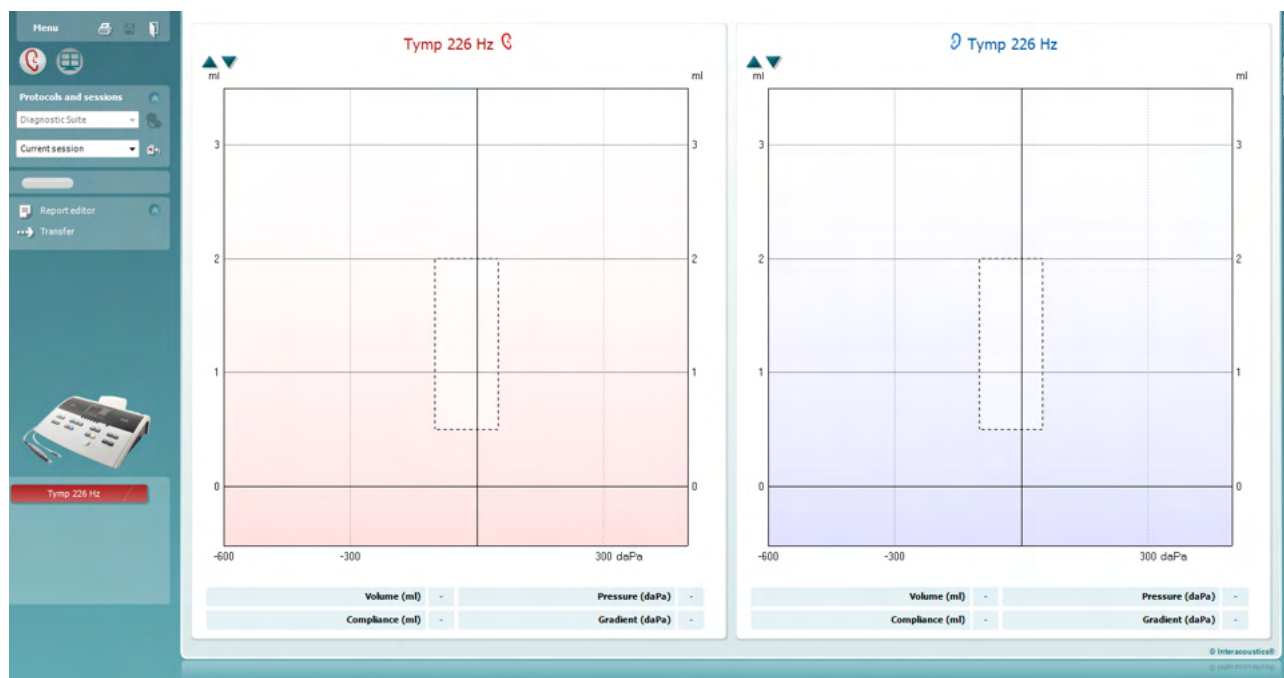 Menu
Protocols and sessions
Diagnostic Suite
Current session
Report editor
Transfer
Tymp 226 Hz
Tymp 226 Hz
ml
ml
3
3
2
2
1
1
0
0
-600
-300
300 daPa
Volume (ml) -
Pressure (daPa) -
Compliance (ml) -
Gradient (daPa) -
Tymp 226 Hz
ml
ml
3
3
2
2
1
1
0
0
-600
-300
300 daPa
Volume (ml) -
Pressure (daPa) -
Compliance (ml) -
Gradient (daPa) -
© Interacoustics®